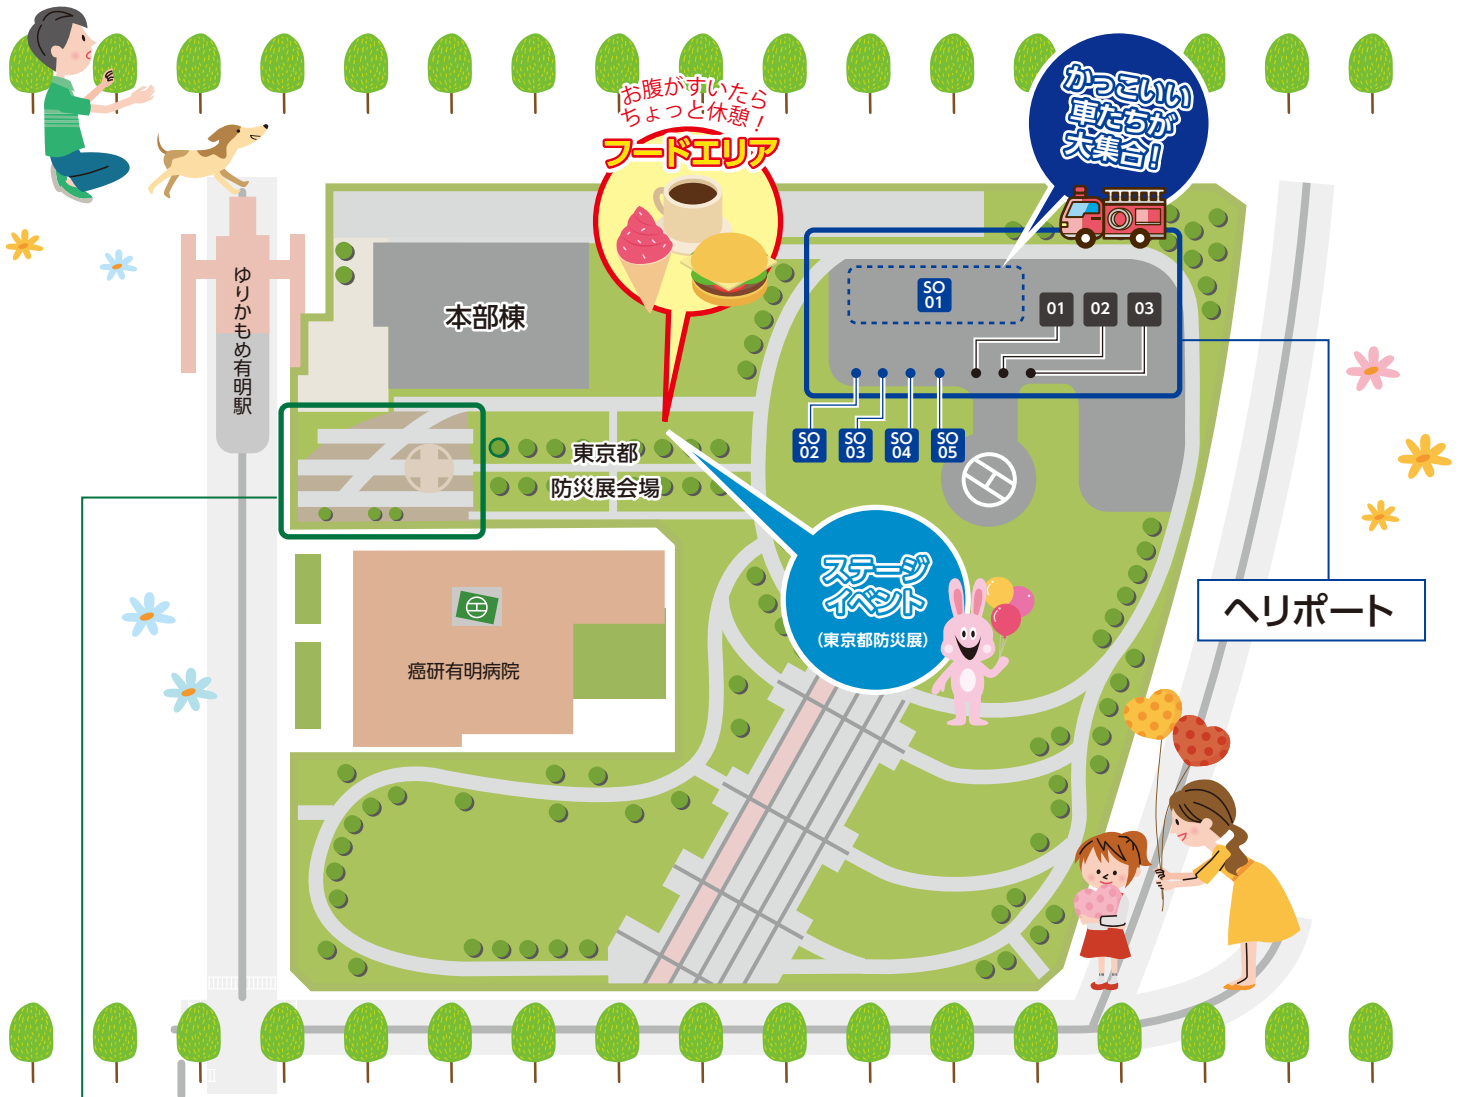 お腹がすいたら
ちょっと休憩！
フードエリア
かっこいい
車たちが
大集合！
ゆりかもめ有明駅
本部棟
SO
01
01
02
03
SO
02
SO
03
SO
04
SO
05
東京都
防災展会場
ステージ
イベント
（東京都防災展）
ヘリポート
癌研有明病院